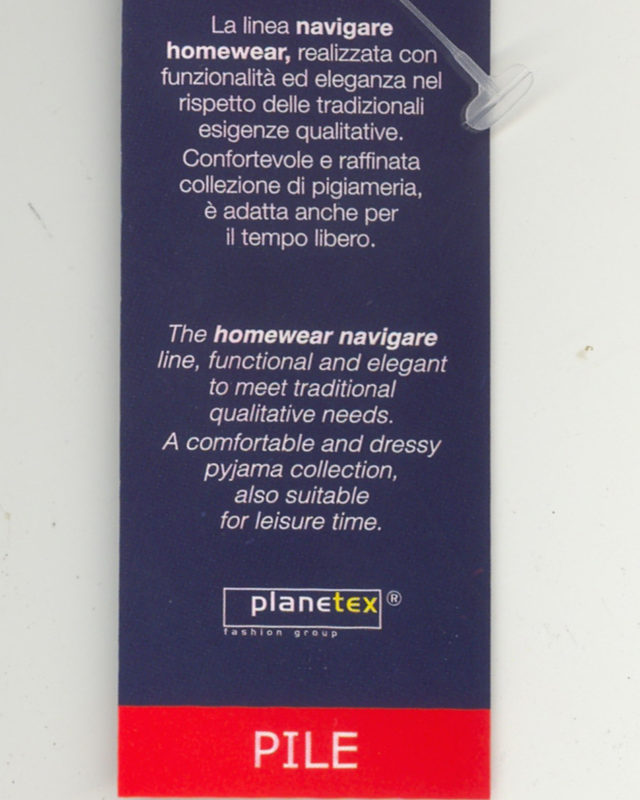 La linea navigare
homewear, realizzata con
funzionalità ed eleganza nel
rispetto delle tradizionali
esigenze qualitative.
Confortevole e raffinata
collezione di pigiameria,
è adatta anche per
il tempo libero.
The homewear navigare
line, functional and elegant
to meet traditional
qualitative needs.
A comfortable and dressy
pyjama collection,
also suitable
for leisure time.
planetex®
fashion group
PILE